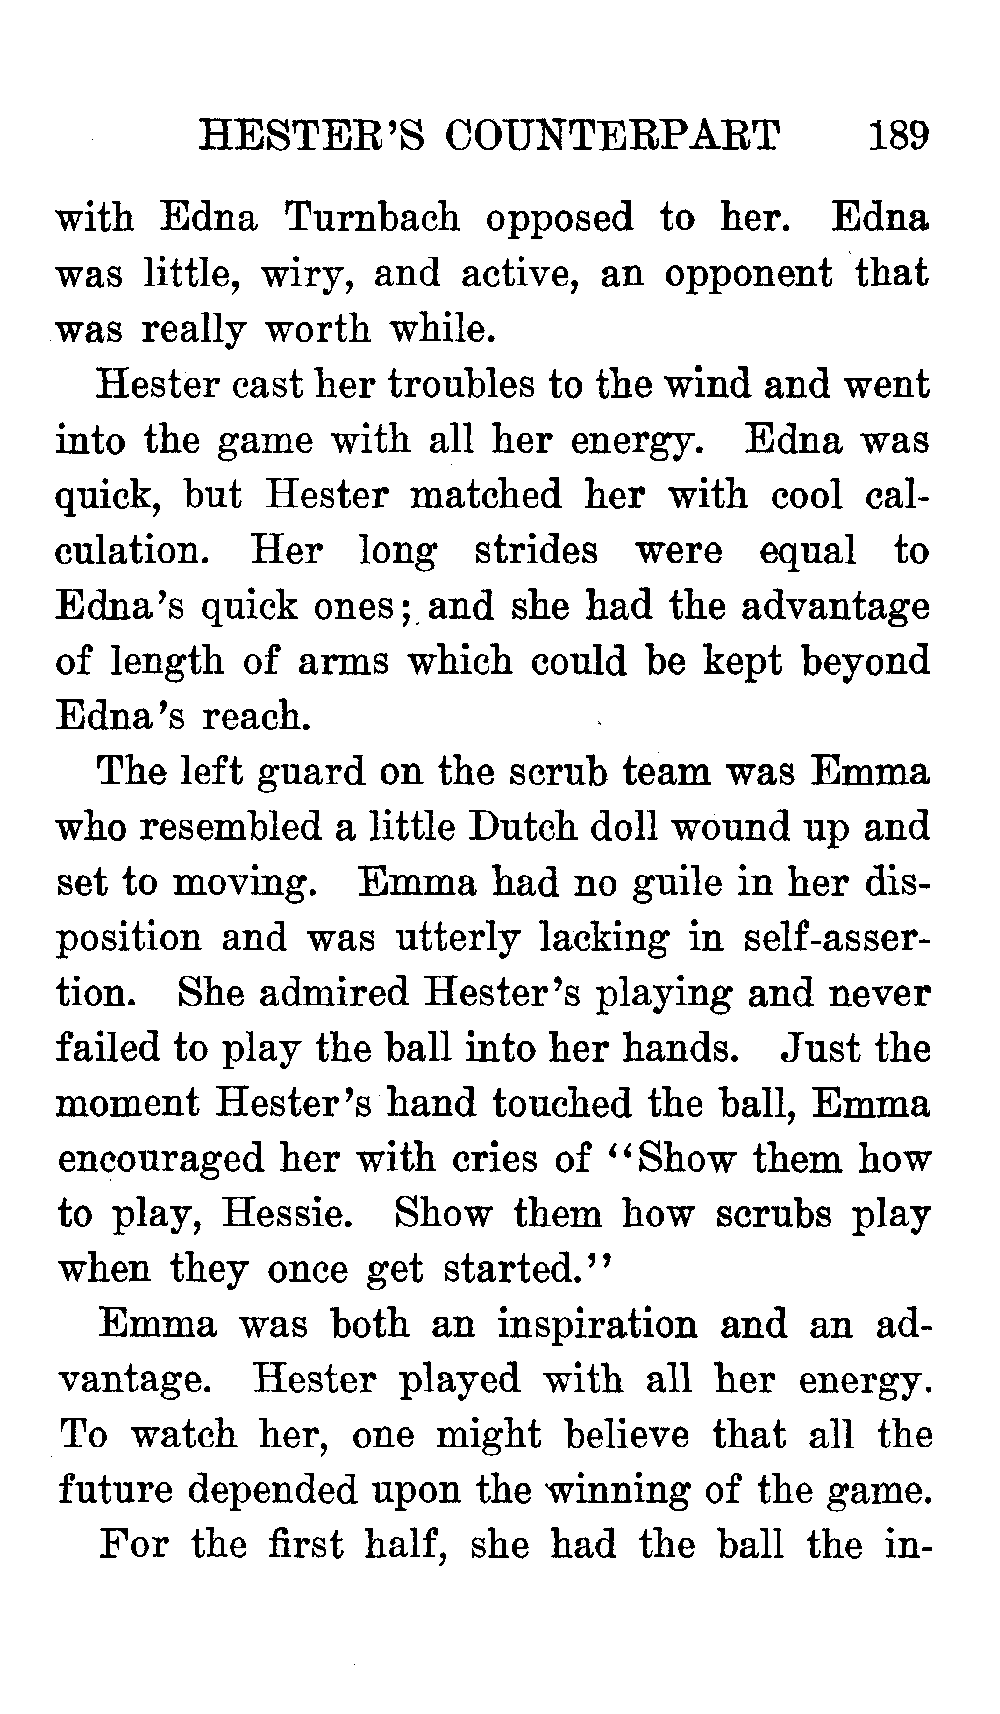 HESTER'S COUNTERPART 189
with Edna Turnbach opposed to her. Edna
was little, wiry, and active, an opponent that
was really worth while.
Hester cast her troubles to the wind and went
into the game with all her energy. Edna was
quick, but Hester matched her with cool cal-
culation. Her long strides were equal to
Edna's quick ones; and she had the advantage
of length of arms which could be kept beyond
Edna's reach.
The left guard on the scrub team was Emma
who resembled a little Dutch doll wound up and
set to moving. Emma had no guile in her dis-
position and was utterly lacking in self-asser-
tion. She admired Hester's playing and never
failed to play the ball into her hands. Just the
moment Hester's hand touched the ball, Emma
encouraged her with cries of "Show them how
to play, Hessie. Show them how scrubs play
when they once get started."
Emma was both an inspiration and an ad-
vantage. Hester played with all her energy.
To watch her, one might believe that all the
future depended upon the winning of the game.
For the first half, she had the ball the in-